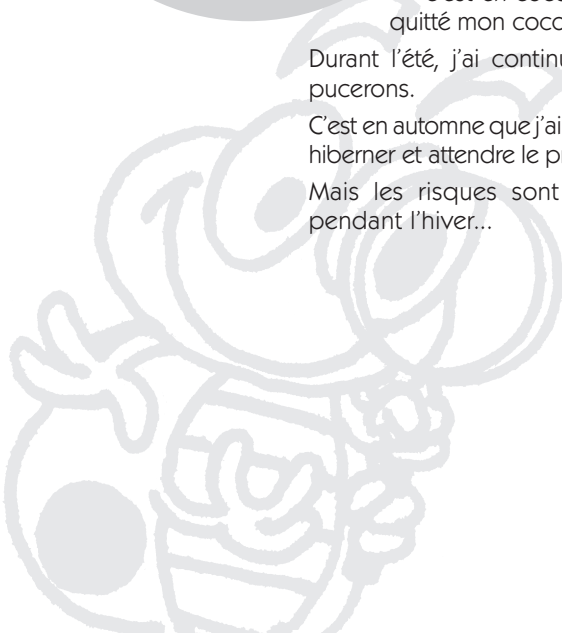 quitté mon coco
Durant l’été, j’ai continu
pucerons.
C’est en automne que j’ai
hiberner et attendre le pr
Mais les risques sont
pendant l’hiver...